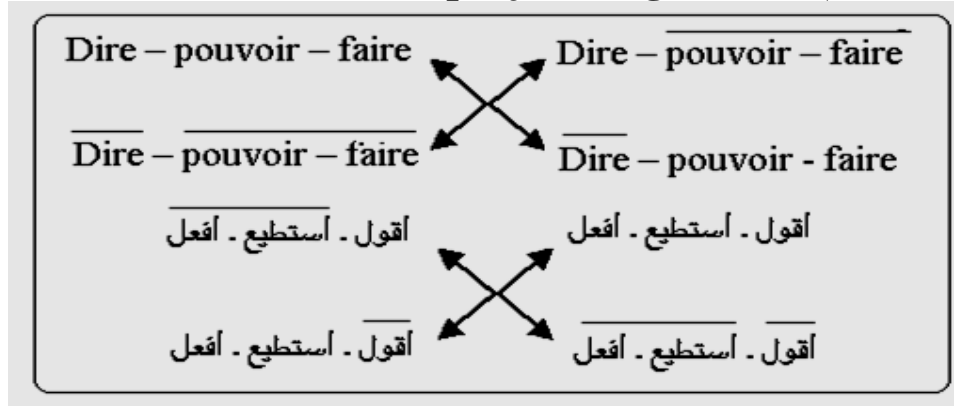 Dire – pouvoir – faire Dire – pouvoir – faire
Dire – pouvoir – faire Dire – pouvoir - faire
أقول . أستطيع . أفعل أقول . أستطيع . أفعل
أقول . أستطيع . أفعل أقول . أستطيع . أفعل